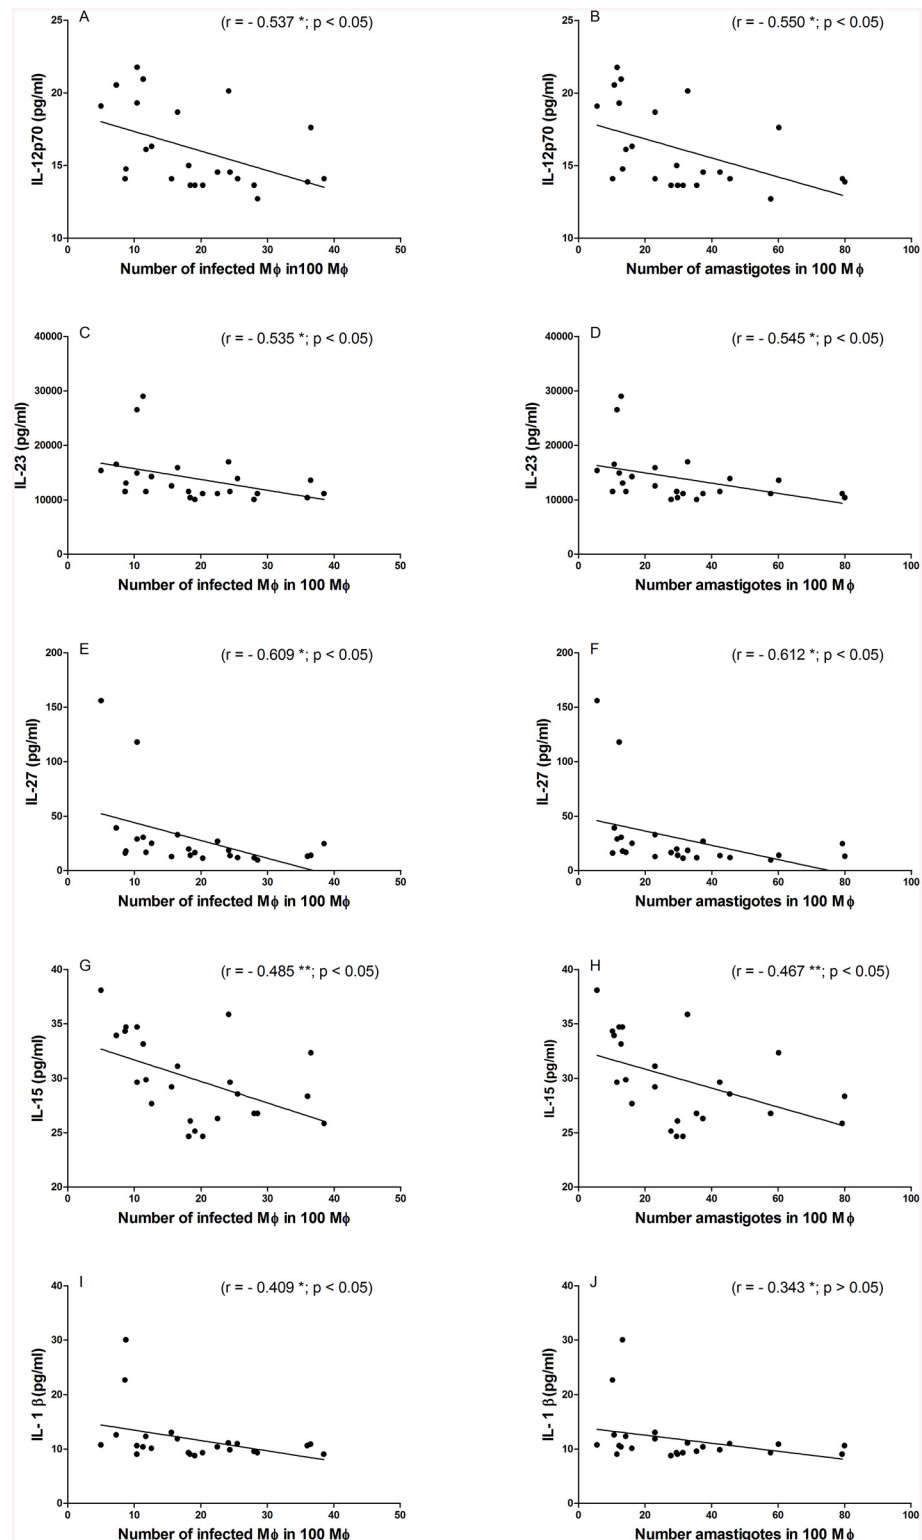 A
(r = - 0.537 *; p < 0.05)
IL-12p70 (pg/ml)
25
20
15
10
0 10 20 30 40 50
Number of infected Mϕ in100 Mϕ
B
(r = - 0.550 *; p < 0.05)
IL-12p70 (pg/ml)
25
20
15
10
0 20 40 60 80 100
Number of amastigotes in 100 Mϕ
C
(r = - 0.535 *; p < 0.05)
IL-23 (pg/ml)
40000
30000
20000
10000
0
0 10 20 30 40 50
Number of infected Mϕ in 100 Mϕ
D
(r = - 0.545 *; p < 0.05)
IL-23 (pg/ml)
40000
30000
20000
10000
0
0 20 40 60 80 100
Number amastigotes in 100 Mϕ
E
(r = - 0.609 *; p < 0.05)
IL-27 (pg/ml)
200
150
100
50
0
0 10 20 30 40 50
Number of infected Mϕ in 100 Mϕ
F
(r = - 0.612 *; p < 0.05)
IL-27 (pg/ml)
200
150
100
50
0
0 20 40 60 80 100
Number amastigotes in 100 Mϕ
G
(r = - 0.485 **; p < 0.05)
IL-15 (pg/ml)
40
35
30
25
20
0 10 20 30 40 50
Number of infected Mϕ in 100 Mϕ
H
(r = - 0.467 **; p < 0.05)
IL-15 (pg/ml)
40
35
30
25
20
0 20 40 60 80 100
Number amastigotes in 100 Mϕ
I
(r = - 0.409 *; p < 0.05)
IL- 1 β(pg/ml)
40
30
20
10
0
0 10 20 30 40 50
Number of infected Mϕ in 100 Mϕ
J
(r = - 0.343 *; p > 0.05)
IL- 1 β(pg/ml)
40
30
20
10
0
0 20 40 60 80 100
Number amastigotes in 100 Mϕ